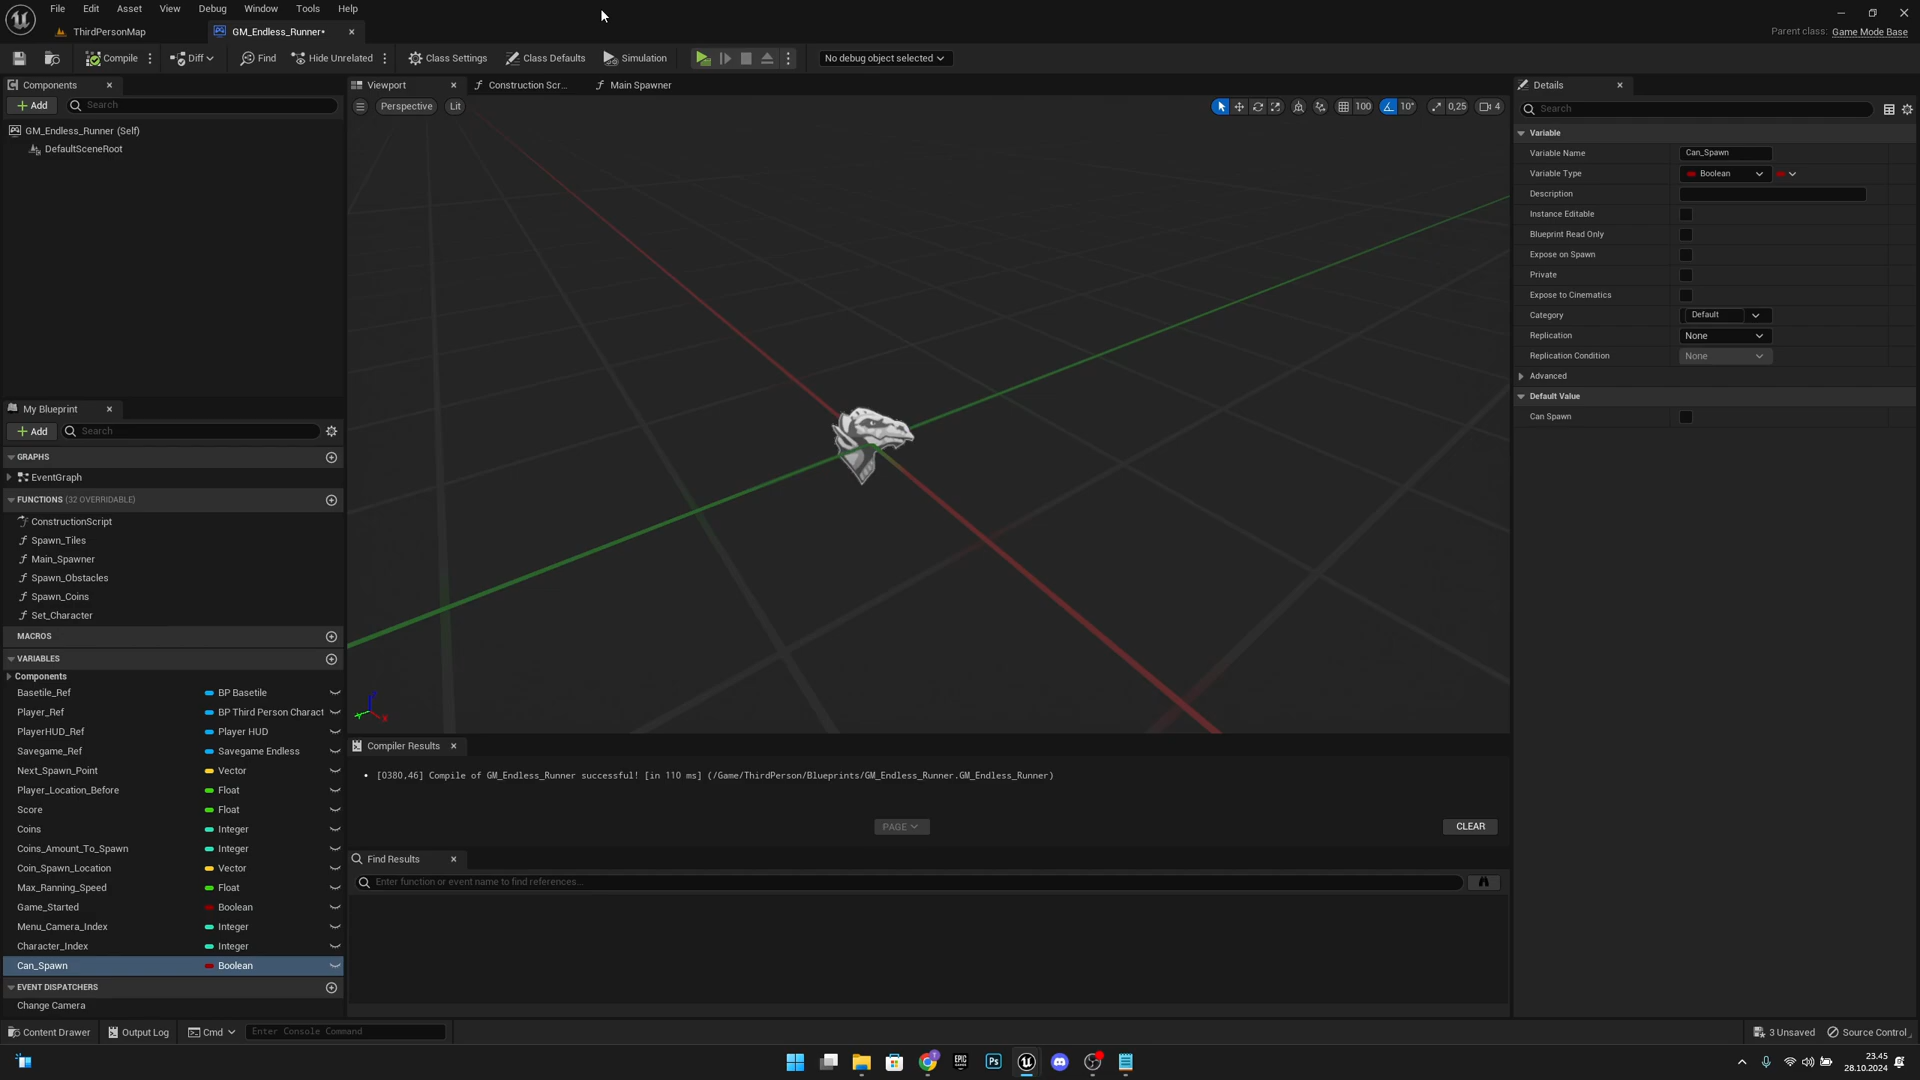 File Edit Asset View Window Tools Help
ThirdPersonMap GM_Endless_Runner•
Parent class: Game Mode Base
Compile Diff Find Hide Unrelated Class Settings Class Defaults Simulation No debug object selected
Components
Add Search
GM_Endless_Runner (Self)
DefaultSceneRoot
My Blueprint
Add Search
GRAPHS
EventGraph
FUNCTIONS (32 OVERRIDABLE)
ConstructionScript
Spawn_Tiles
Main_Spawner
Spawn_Obstacles
Spawn_Coins
Set_Character
MACROS
VARIABLES
Components
Basetile_Ref BP Basetile
Player_Ref BP Third Person Charact
PlayerHUD_Ref Player HUD
Savegame_Ref Savegame Endless
Next_Spawn_Point Vector
Player_Location_Before Float
Score Float
Coins Integer
Coins_Amount_To_Spawn Integer
Coin_Spawn_Location Vector
Max_Ranning_Speed Float
Game_Started Boolean
Menu_Camera_Index Integer
Character_Index Integer
Can_Spawn Boolean
EVENT DISPATCHERS
Change Camera
Viewport Construction Scr... Main Spawner
Perspective Lit 100 10° 0,25 4
X
Compiler Results
• [0380.46] Compile of GM_Endless_Runner successful! [in 110 ms] (/Game/ThirdPerson/Blueprints/GM_Endless_Runner.GM_Endless_Runner)
PAGE CLEAR
Find Results
Enter function or event name to find references...
Details
Search
Variable
Variable Name Can_Spawn
Variable Type Boolean
Description
Instance Editable
Blueprint Read Only
Expose on Spawn
Private
Expose to Cinematics
Category Default
Replication None
Replication Condition None
Advanced
Default Value
Can Spawn
Content Drawer Output Log Cmd Enter Console Command 3 Unsaved Source Control
EPIC GAMES Ps
23.45
28.10.2024